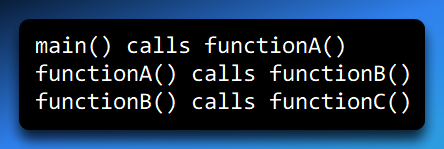 main() calls functionA()
functionA() calls functionB()
functionB() calls functionC()